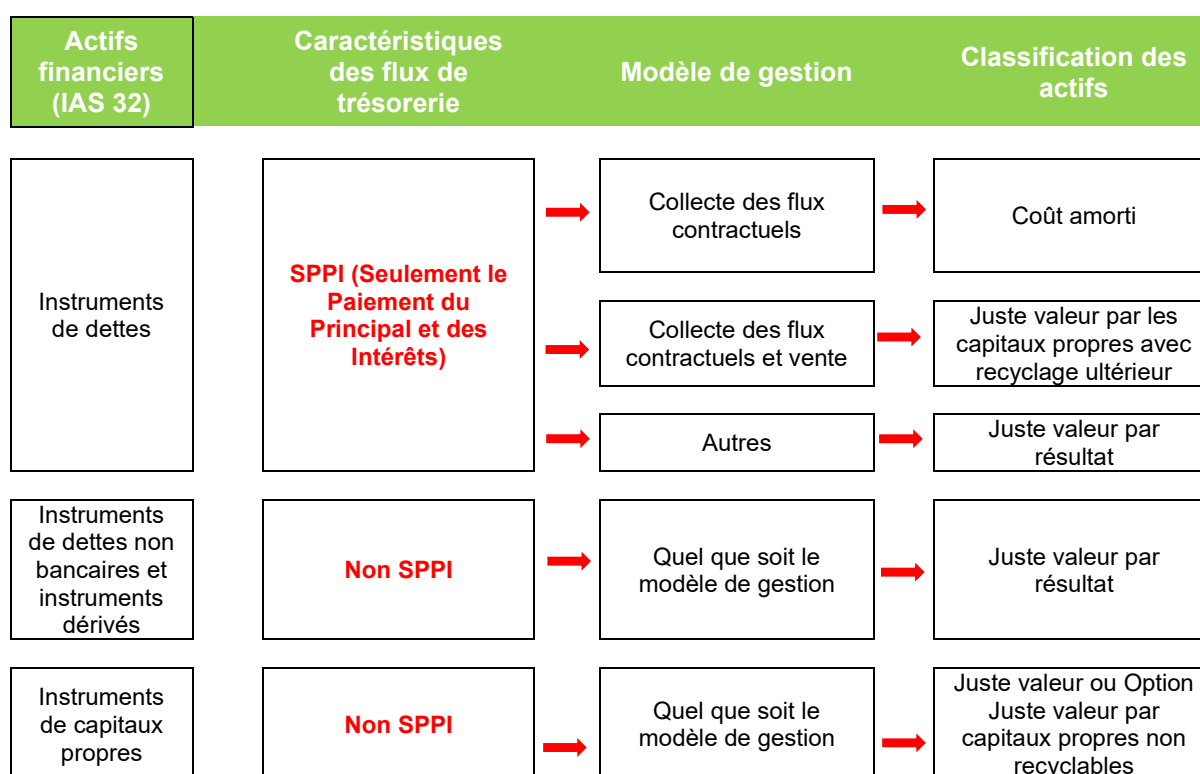 Actifs
financiers
(IAS 32)
Caractéristiques
des flux de
trésorerie
Modèle de gestion
Classification des
actifs
Instruments
de dettes
SPPI (Seulement le
Paiement du
Principal et des
Intérêts)
Collecte des flux
contractuels
Coût amorti
Collecte des flux
contractuels et vente
Juste valeur par les
capitaux propres avec
recyclage ultérieur
Autres
Juste valeur par
résultat
Instruments
de dettes non
bancaires et
instruments
dérivés
Non SPPI
Quel que soit le
modèle de gestion
Juste valeur par
résultat
Instruments
de capitaux
propres
Non SPPI
Quel que soit le
modèle de gestion
Juste valeur ou Option
Juste valeur par
capitaux propres non
recyclables